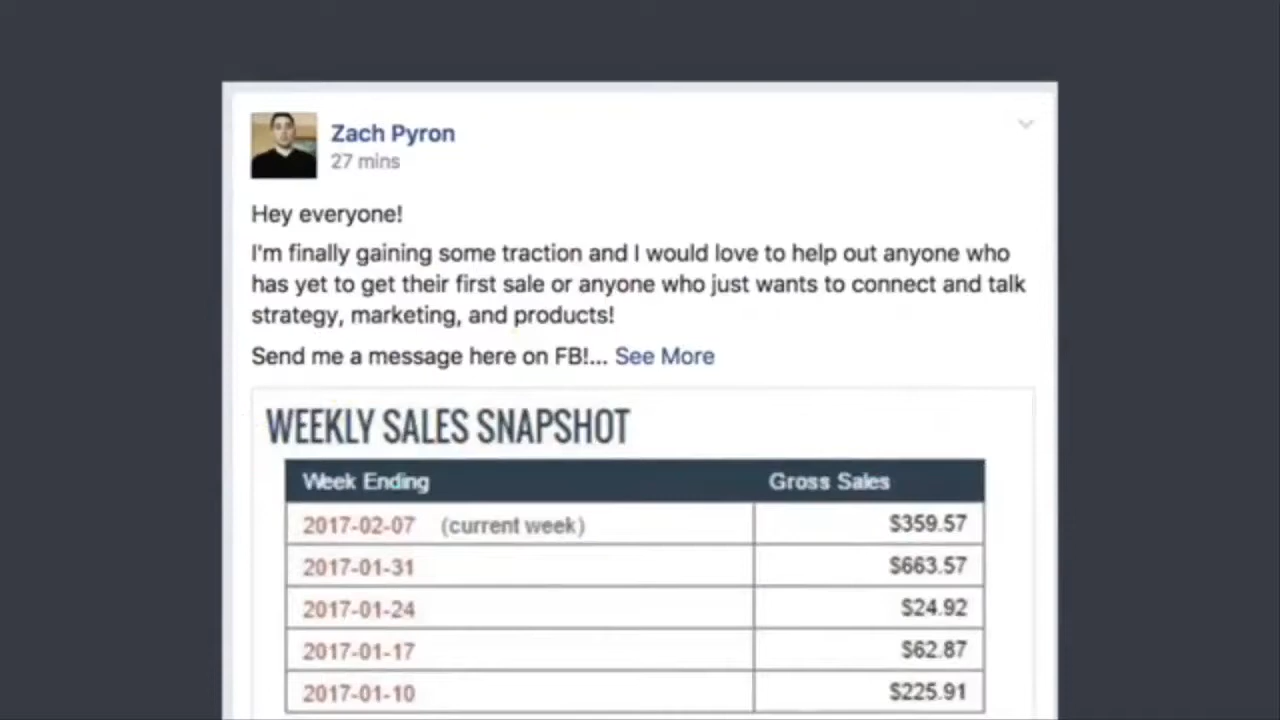 Zach Pyron
27 mins
Hey everyone!
I'm finally gaining some traction and I would love to help out anyone who
has yet to get their first sale or anyone who just wants to connect and talk
strategy, marketing, and products!
Send me a message here on FB!... See More
WEEKLY SALES SNAPSHOT
Week Ending Gross Sales
2017-02-07 (current week) $359.57
2017-01-31 $663.57
2017-01-24 $24.92
2017-01-17 $62.87
2017-01-10 $225.91